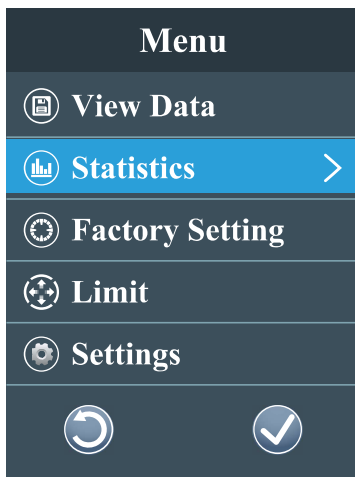 Menu
View Data
Statistics
Factory Setting
Limit
Settings